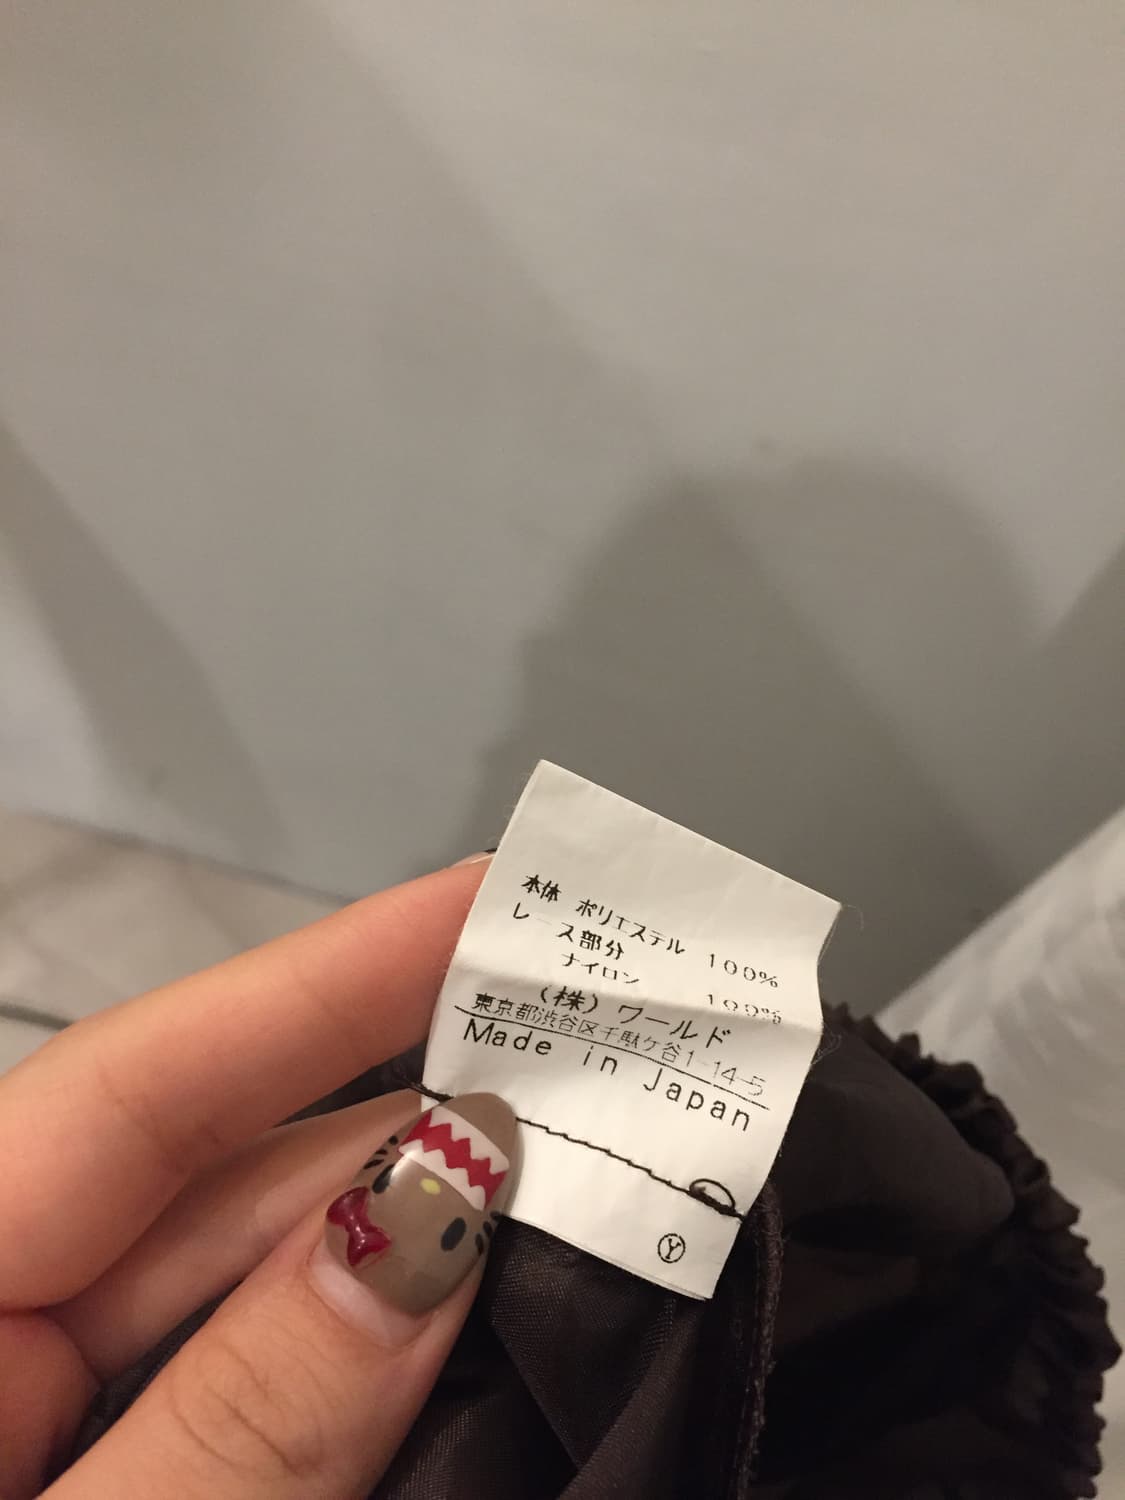 本体 ポリエステル 100%
レース部分
ナイロン 100%
(株)ワールド
東京都渋谷区千駄ケ谷1-14-5
Made in Japan
Ⓨ